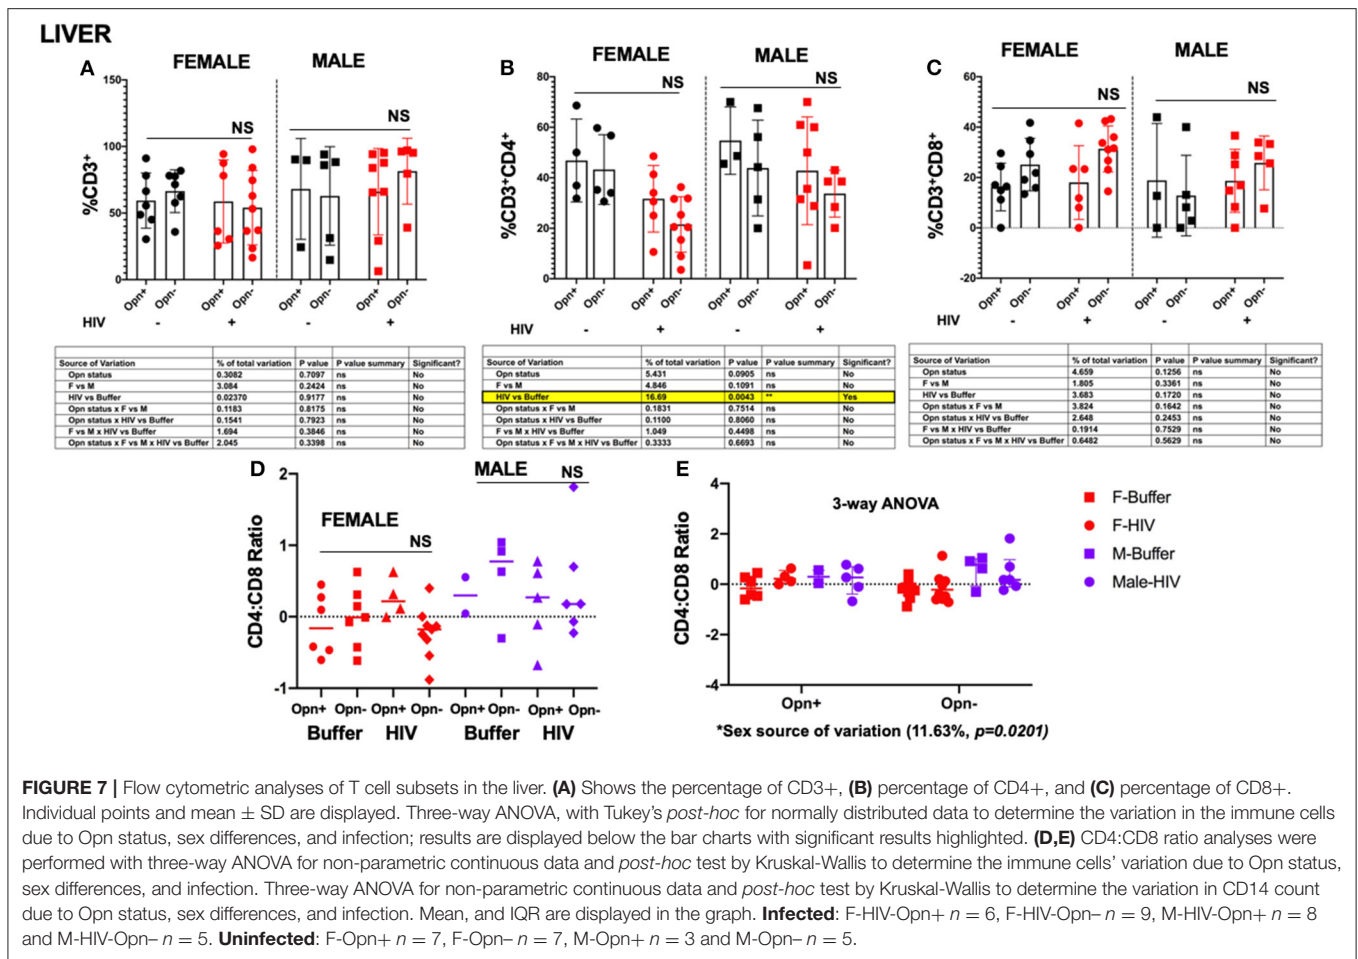 LIVER
A
FEMALE
MALE
NS
NS
150
100
50
0
%CD3+
Opn+
Opn-
Opn+
Opn-
Opn+
Opn-
Opn+
Opn-
HIV
-
+
-
+
B
FEMALE
MALE
NS
NS
80
60
40
20
0
%CD3+CD4+
Opn+
Opn-
Opn+
Opn-
Opn+
Opn-
Opn+
Opn-
HIV
-
+
-
+
C
FEMALE
MALE
NS
NS
80
60
40
20
0
-20
%CD3+CD8+
Opn+
Opn-
Opn+
Opn-
Opn+
Opn-
Opn+
Opn-
HIV
-
+
-
+
Source of Variation % of total variation P value P value summary Significant?
Opn status 0.3082 0.7097 ns No
F vs M 3.084 0.2424 ns No
HIV vs Buffer 0.02370 0.9177 ns No
Opn status x F vs M 0.1183 0.8175 ns No
Opn status x HIV vs Buffer 0.1541 0.7923 ns No
F vs M x HIV vs Buffer 1.694 0.3846 ns No
Opn status x F vs M x HIV vs Buffer 2.045 0.3398 ns No
Source of Variation % of total variation P value P value summary Significant?
Opn status 5.431 0.0905 ns No
F vs M 4.846 0.1091 ns No
HIV vs Buffer 16.69 0.0043 ** Yes
Opn status x F vs M 0.1831 0.7514 ns No
Opn status x HIV vs Buffer 0.1100 0.8060 ns No
F vs M x HIV vs Buffer 1.049 0.4498 ns No
Opn status x F vs M x HIV vs Buffer 0.3333 0.6693 ns No
Source of Variation % of total variation P value P value summary Significant?
Opn status 4.659 0.1256 ns No
F vs M 1.805 0.3361 ns No
HIV vs Buffer 3.683 0.1720 ns No
Opn status x F vs M 3.824 0.1642 ns No
Opn status x HIV vs Buffer 2.648 0.2453 ns No
F vs M x HIV vs Buffer 0.1914 0.7529 ns No
Opn status x F vs M x HIV vs Buffer 0.6482 0.5629 ns No
D
MALE
NS
FEMALE
NS
2
1
0
-1
CD4:CD8 Ratio
Opn+ Opn- Opn+ Opn- Opn+ Opn- Opn+ Opn-
Buffer HIV Buffer HIV
E
3-way ANOVA
4
2
0
-2
-4
CD4:CD8 Ratio
Opn+ Opn-
*Sex source of variation (11.63%, p=0.0201)
F-Buffer
F-HIV
M-Buffer
Male-HIV
FIGURE 7 | Flow cytometric analyses of T cell subsets in the liver. (A) Shows the percentage of CD3+, (B) percentage of CD4+, and (C) percentage of CD8+.
Individual points and mean ± SD are displayed. Three-way ANOVA, with Tukey's post-hoc for normally distributed data to determine the variation in the immune cells
due to Opn status, sex differences, and infection; results are displayed below the bar charts with significant results highlighted. (D,E) CD4:CD8 ratio analyses were
performed with three-way ANOVA for non-parametric continuous data and post-hoc test by Kruskal-Wallis to determine the immune cells' variation due to Opn status,
sex differences, and infection. Three-way ANOVA for non-parametric continuous data and post-hoc test by Kruskal-Wallis to determine the variation in CD14 count
due to Opn status, sex differences, and infection. Mean, and IQR are displayed in the graph. Infected: F-HIV-Opn+ n = 6, F-HIV-Opn– n = 9, M-HIV-Opn+ n = 8
and M-HIV-Opn– n = 5. Uninfected: F-Opn+ n = 7, F-Opn– n = 7, M-Opn+ n = 3 and M-Opn– n = 5.